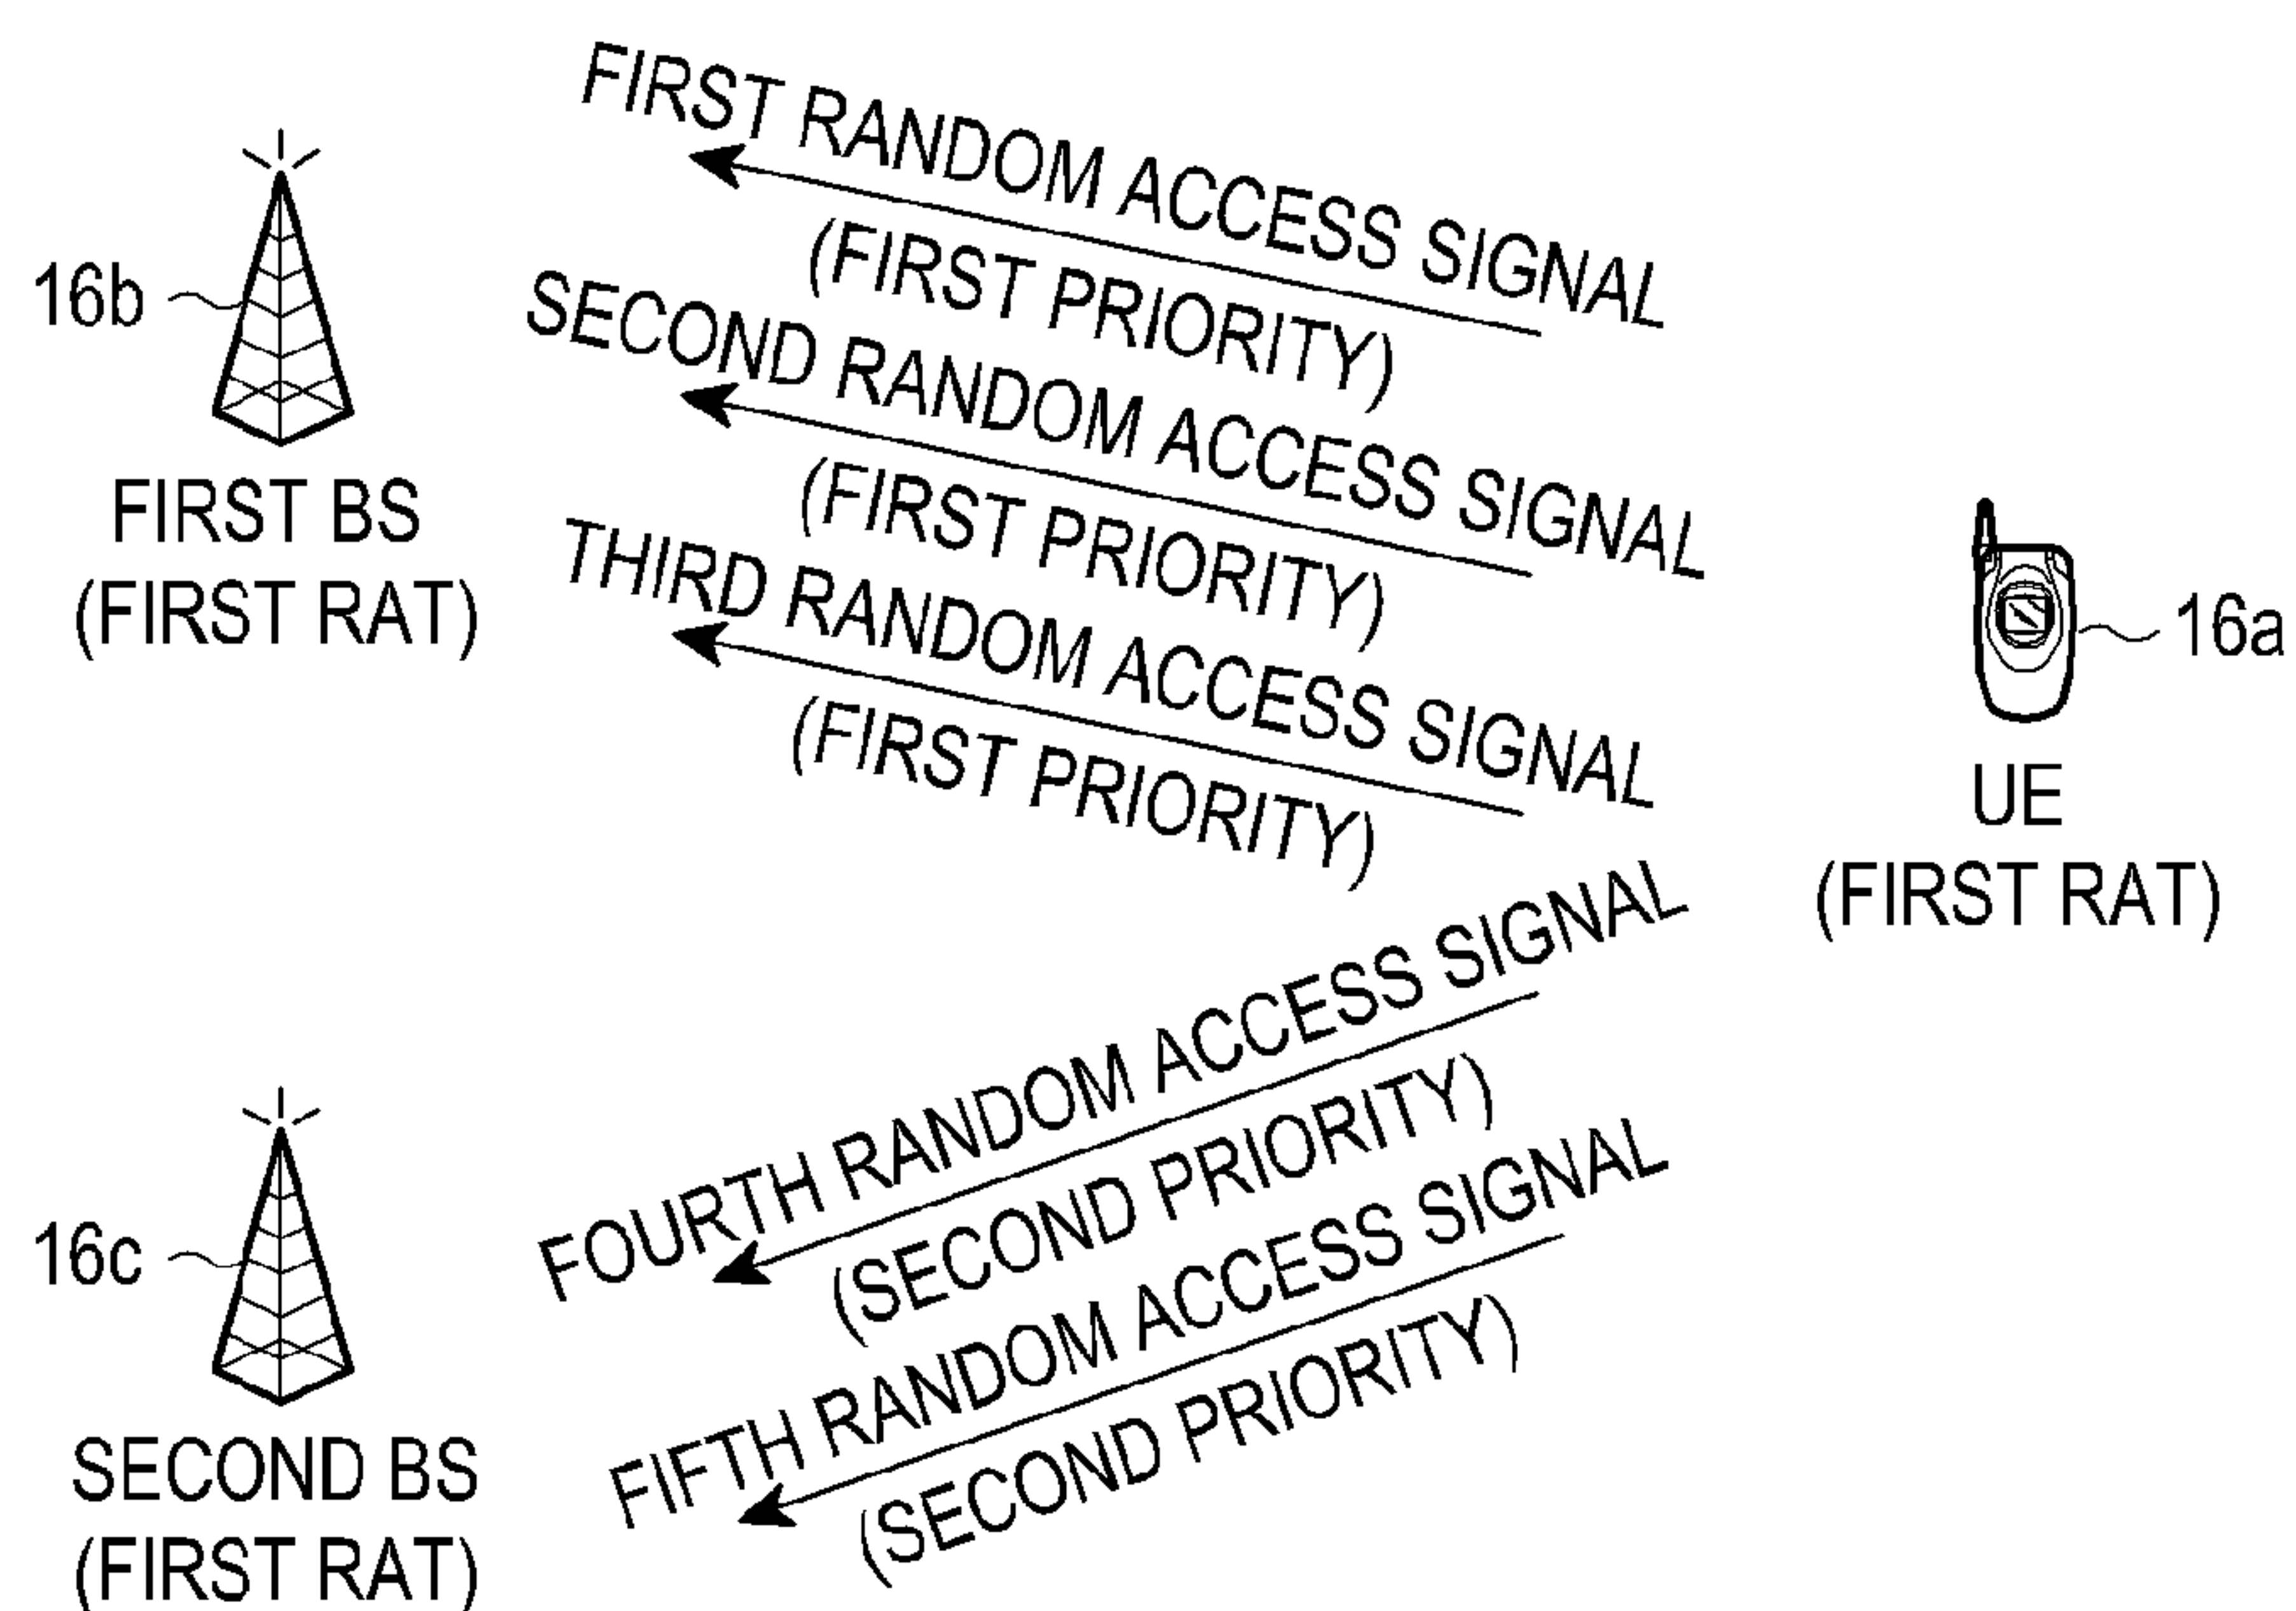 FIRST RANDOM ACCESS SIGNAL
(FIRST PRIORITY)
SECOND RANDOM ACCESS SIGNAL
(FIRST PRIORITY)
THIRD RANDOM ACCESS SIGNAL
(FIRST PRIORITY)
16b
FIRST BS
(FIRST RAT)
16a
UE
(FIRST RAT)
FOURTH RANDOM ACCESS SIGNAL
(SECOND PRIORITY)
FIFTH RANDOM ACCESS SIGNAL
(SECOND PRIORITY)
16c
SECOND BS
(FIRST RAT)